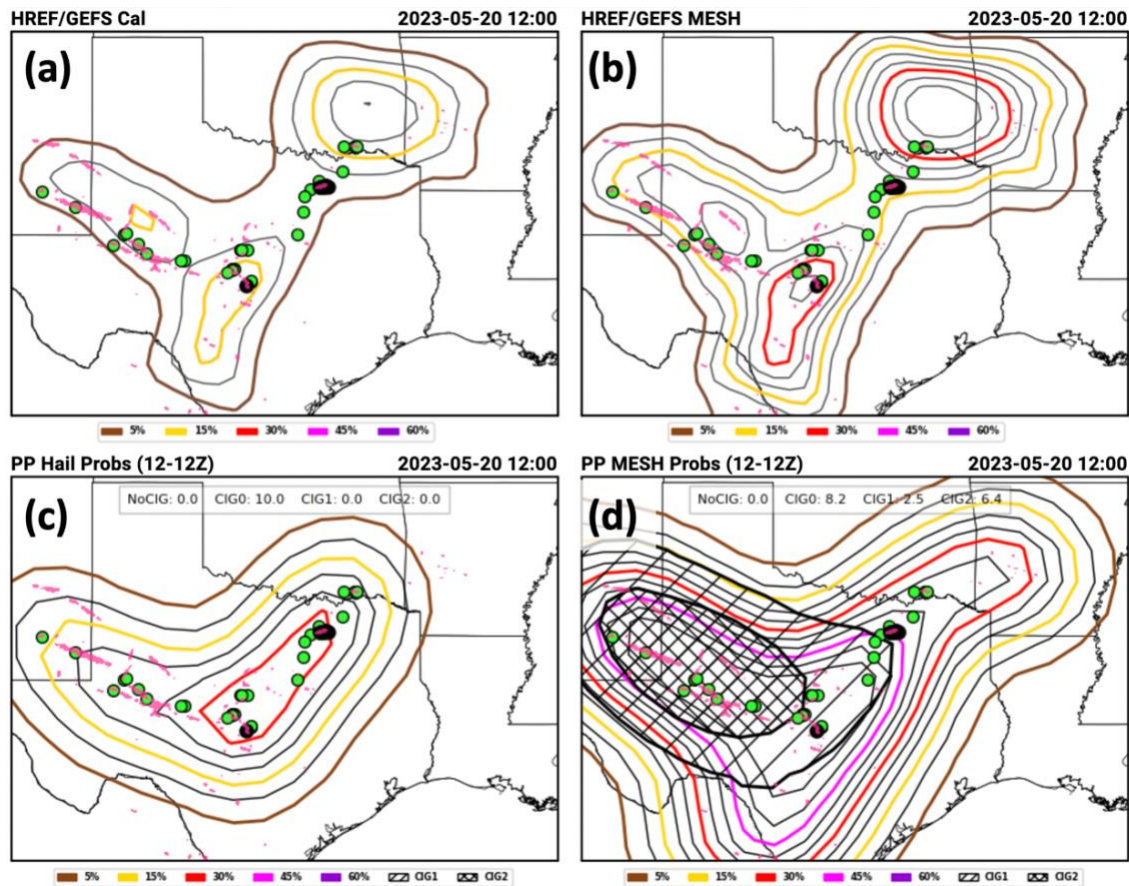 HREF/GEFS Cal 2023-05-20 12:00
(a)
5% 15% 30% 45% 60%
HREF/GEFS MESH 2023-05-20 12:00
(b)
5% 15% 30% 45% 60%
PP Hail Probs (12-12Z) 2023-05-20 12:00
(c)
NoCIG: 0.0 CIG0: 10.0 CIG1: 0.0 CIG2: 0.0
5% 15% 30% 45% 60% CIG1 CIG2
PP MESH Probs (12-12Z) 2023-05-20 12:00
(d)
NoCIG: 0.0 CIG0: 8.2 CIG1: 2.5 CIG2: 6.4
5% 15% 30% 45% 60% CIG1 CIG2